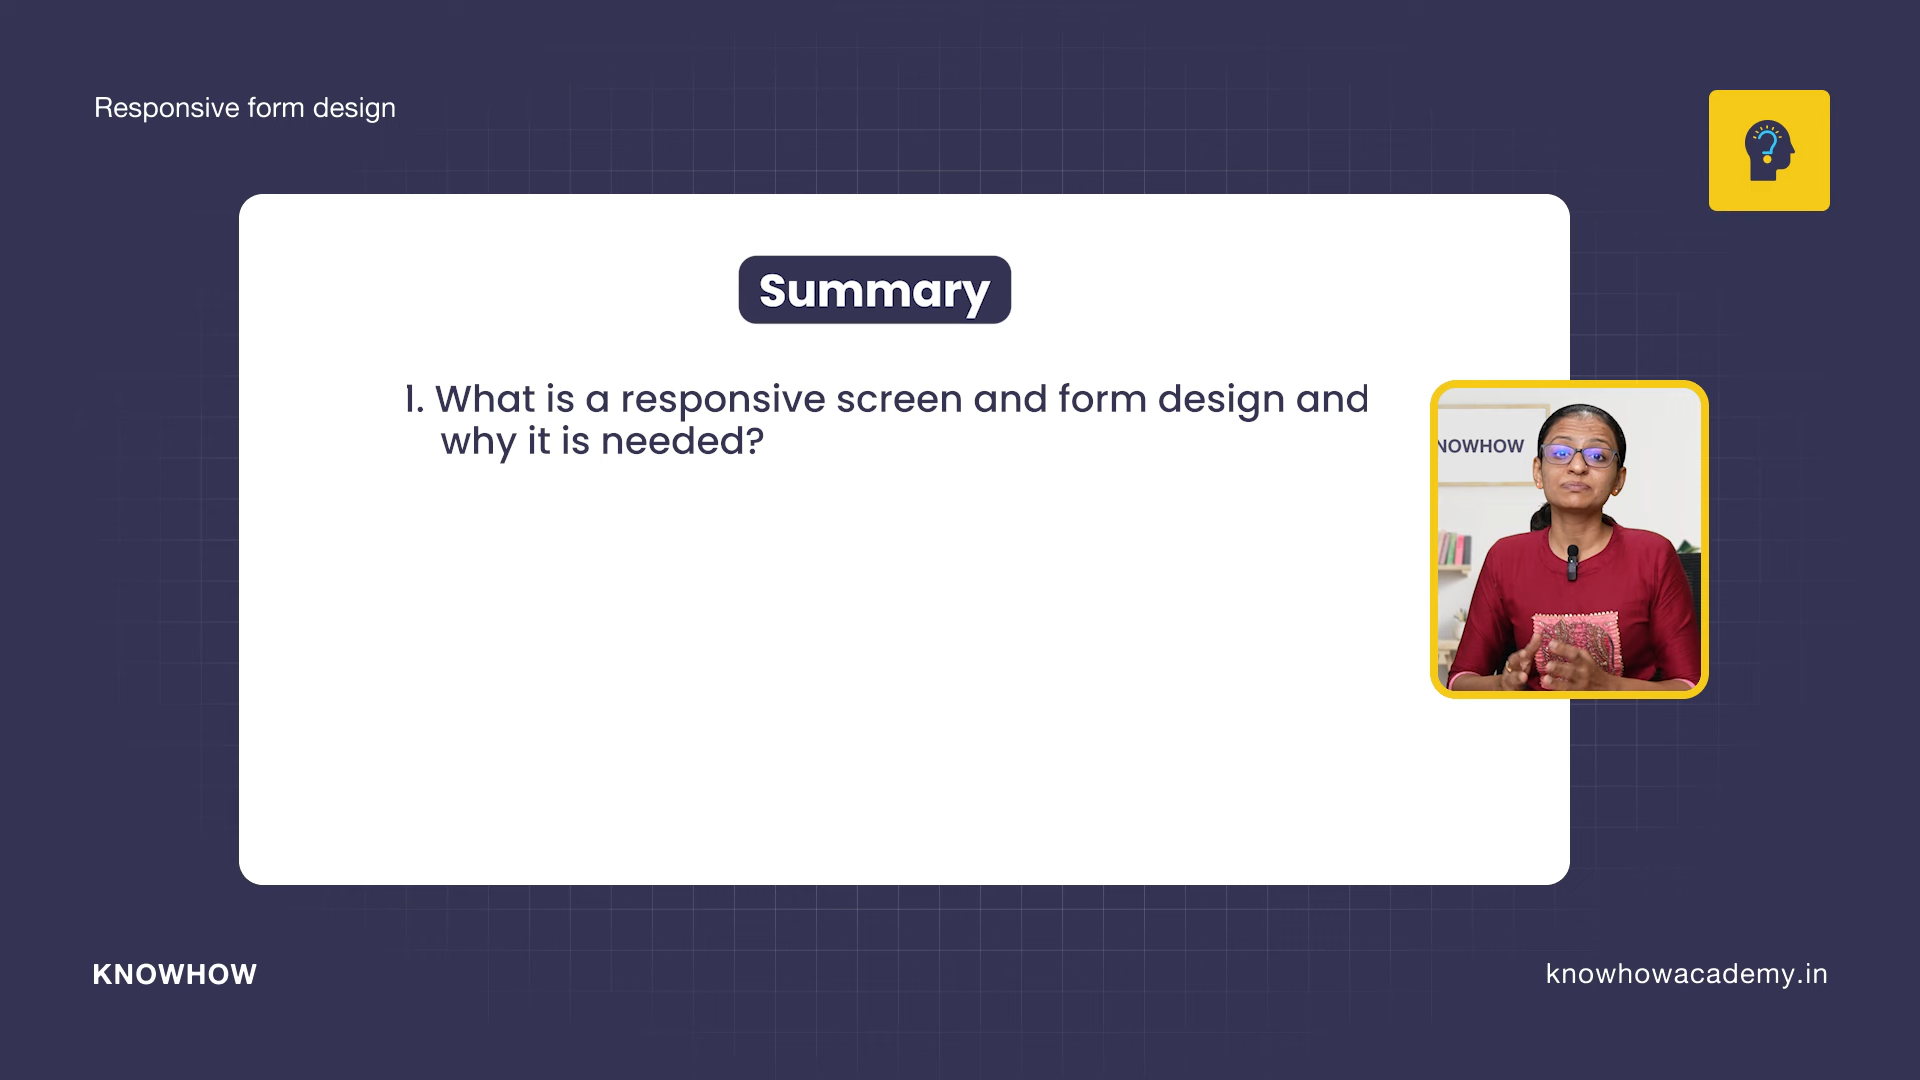 Responsive form design
Summary
1. What is a responsive screen and form design and
why it is needed?
NOWHOW
KNOWHOW
knowhowacademy.in